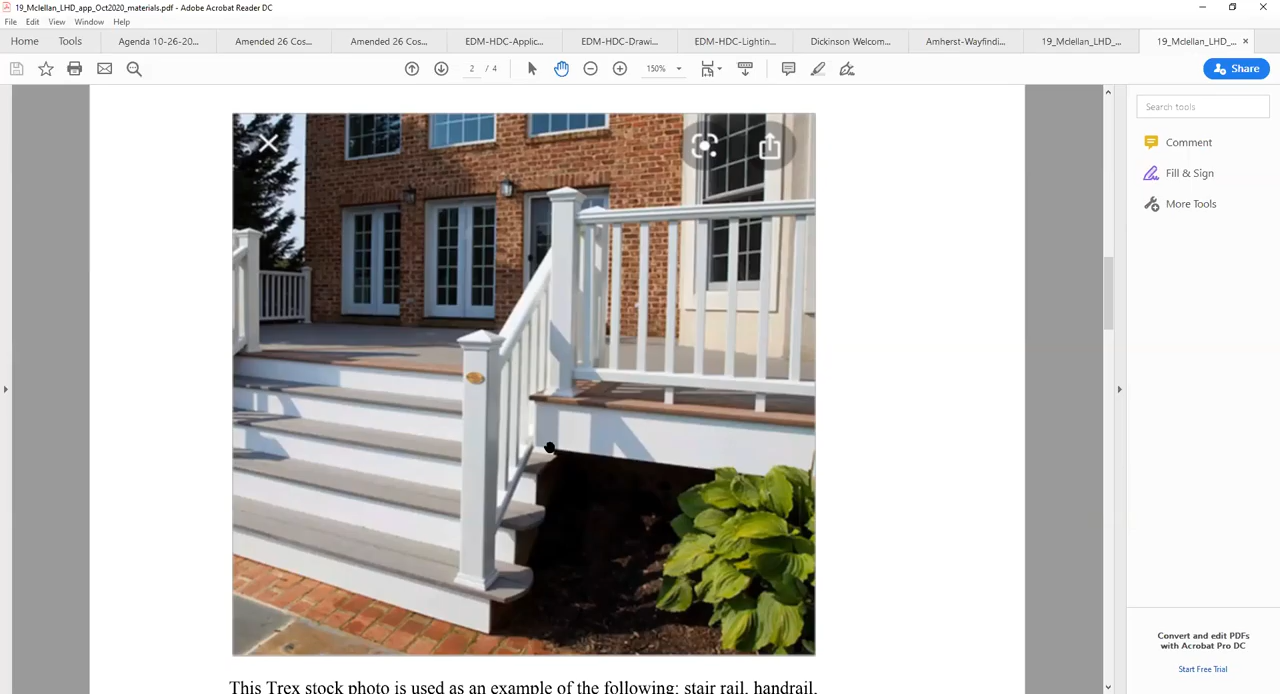 19_Mclellan_LHD_app_Oct2020_materials.pdf - Adobe Acrobat Reader DC
File Edit View Window Help
Home Tools Agenda 10-26-20... Amended 26 Cos... Amended 26 Cos... EDM-HDC-Applic... EDM-HDC-Drawi... EDM-HDC-Lightin... Dickinson Welcom... Amherst-Wayfindi... 19_Mclellan_LHD_... 19_Mclellan_LHD_...
2 / 4 150% Share
Search tools
Comment
Fill & Sign
More Tools
This Trex stock photo is used as an example of the following: stair rail, handrail,
Convert and edit PDFs
with Acrobat Pro DC
Start Free Trial